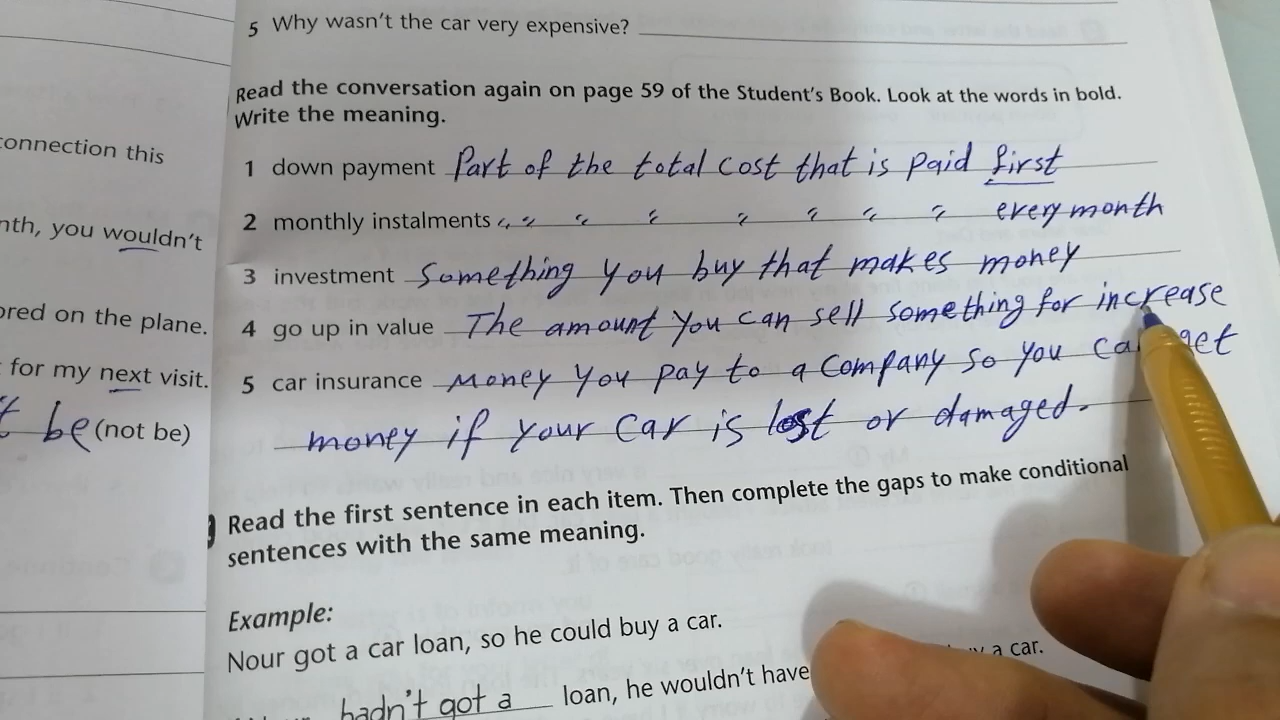 5 Why wasn't the car very expensive?
Read the conversation again on page 59 of the Student's Book. Look at the words in bold.
Write the meaning.
1 down payment Part of the total cost that is paid first
2 monthly instalments " " " " " " " every month
3 investment Something you buy that makes money
4 go up in value The amount you can sell something for increase
5 car insurance Money you pay to a Company so you get
money if your car is lost or damaged.
Read the first sentence in each item. Then complete the gaps to make conditional
sentences with the same meaning.
Example:
Nour got a car loan, so he could buy a car.
hadn't got a loan, he wouldn't have a car.
connection this
you wouldn't
on the plane.
for my next visit.
be (not be)